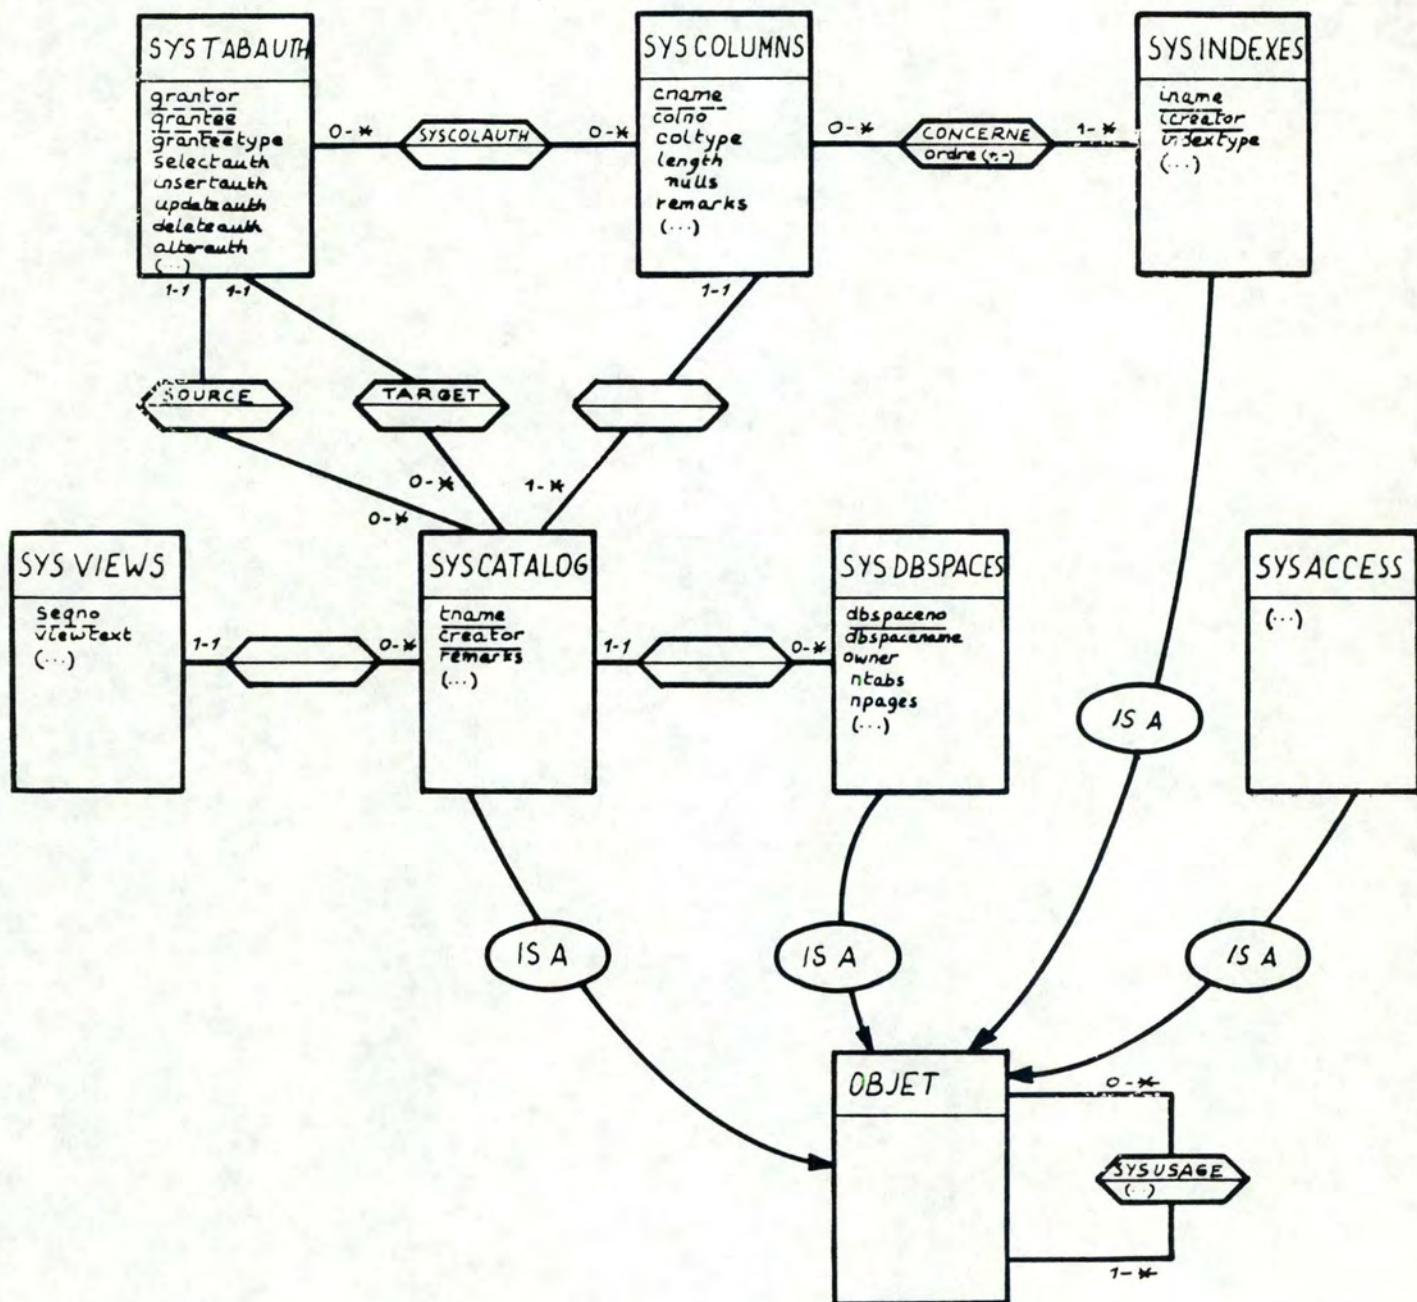 SYSTABAUTH
grantor
grantee
granteetype
selectauth
insertauth
updateauth
deleteauth
alterauth
(...)
0-*
SYSCOLAUTH
0-*
SYSCOLUMNS
cname
colno
coltype
length
nulls
remarks
(...)
0-*
CONCERNE
ordre (+,-)
1-*
SYSINDEXES
iname
icreator
indextype
(...)
1-1
1-1
1-1
SOURCE
TARGET
0-*
0-*
1-*
SYSVIEWS
seqno
viewtext
(...)
1-1
0-*
SYSCATALOG
tname
creator
remarks
(...)
1-1
0-*
SYSDBSPACES
dbspaceno
dbspacename
owner
ntabs
npages
(...)
SYSACCESS
(...)
IS A
IS A
IS A
IS A
OBJET
0-*
SYSUSAGE
(...)
1-*